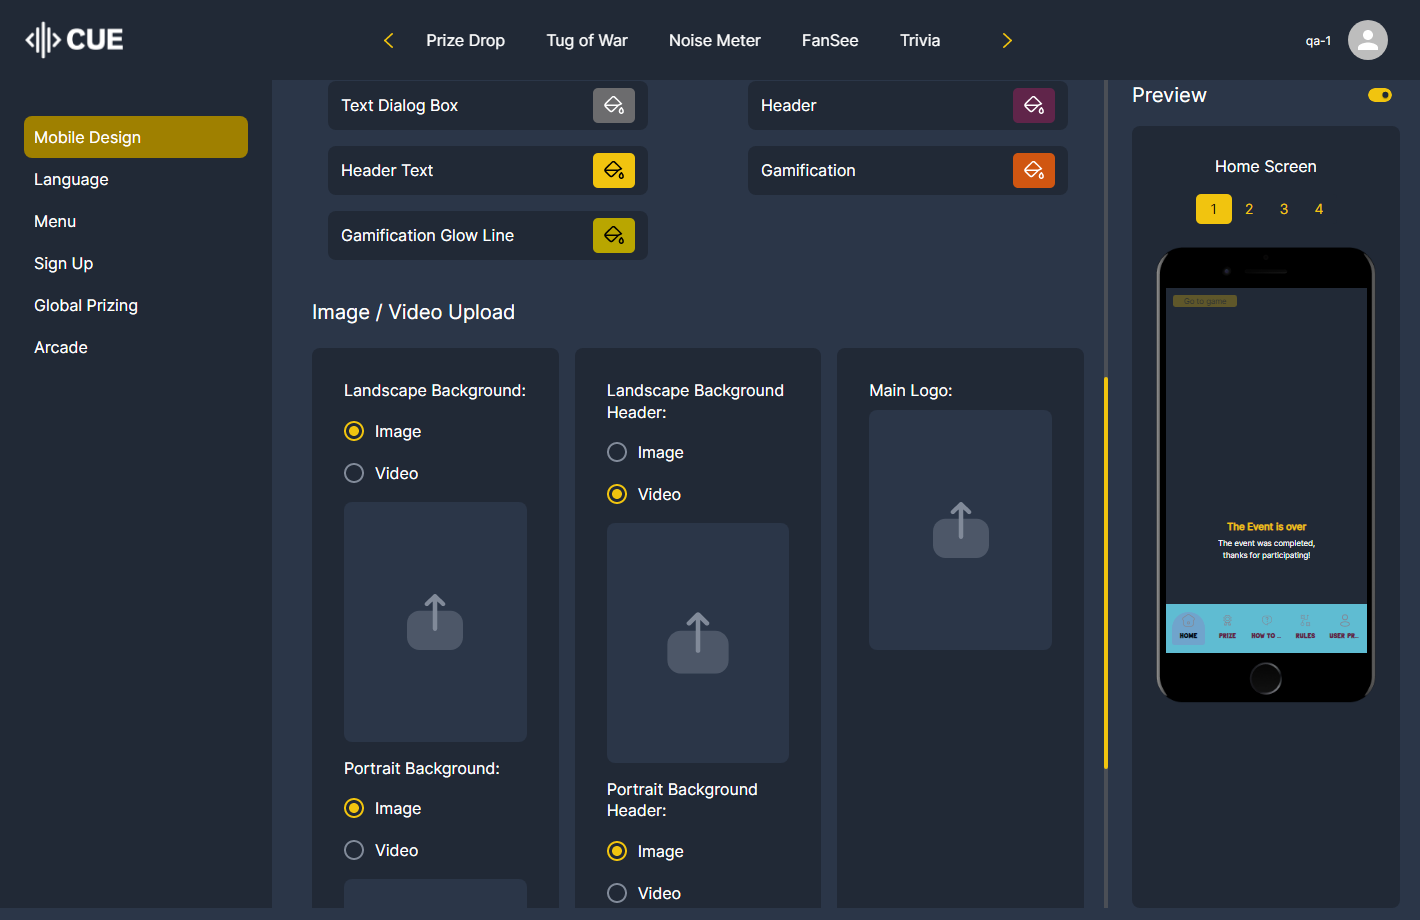 CUE
Prize Drop
Tug of War
Noise Meter
FanSee
Trivia
qa-1
Mobile Design
Language
Menu
Sign Up
Global Prizing
Arcade
Text Dialog Box
Header
Header Text
Gamification
Gamification Glow Line
Image / Video Upload
Landscape Background:
Image
Video
Portrait Background:
Image
Video
Landscape Background
Header:
Image
Video
Portrait Background
Header:
Image
Video
Main Logo:
Preview
Home Screen
1 2 3 4
Go to game
The Event is over
The event was completed,
thanks for participating!
HOME PRIZE HOW TO ... RULES USER PR...